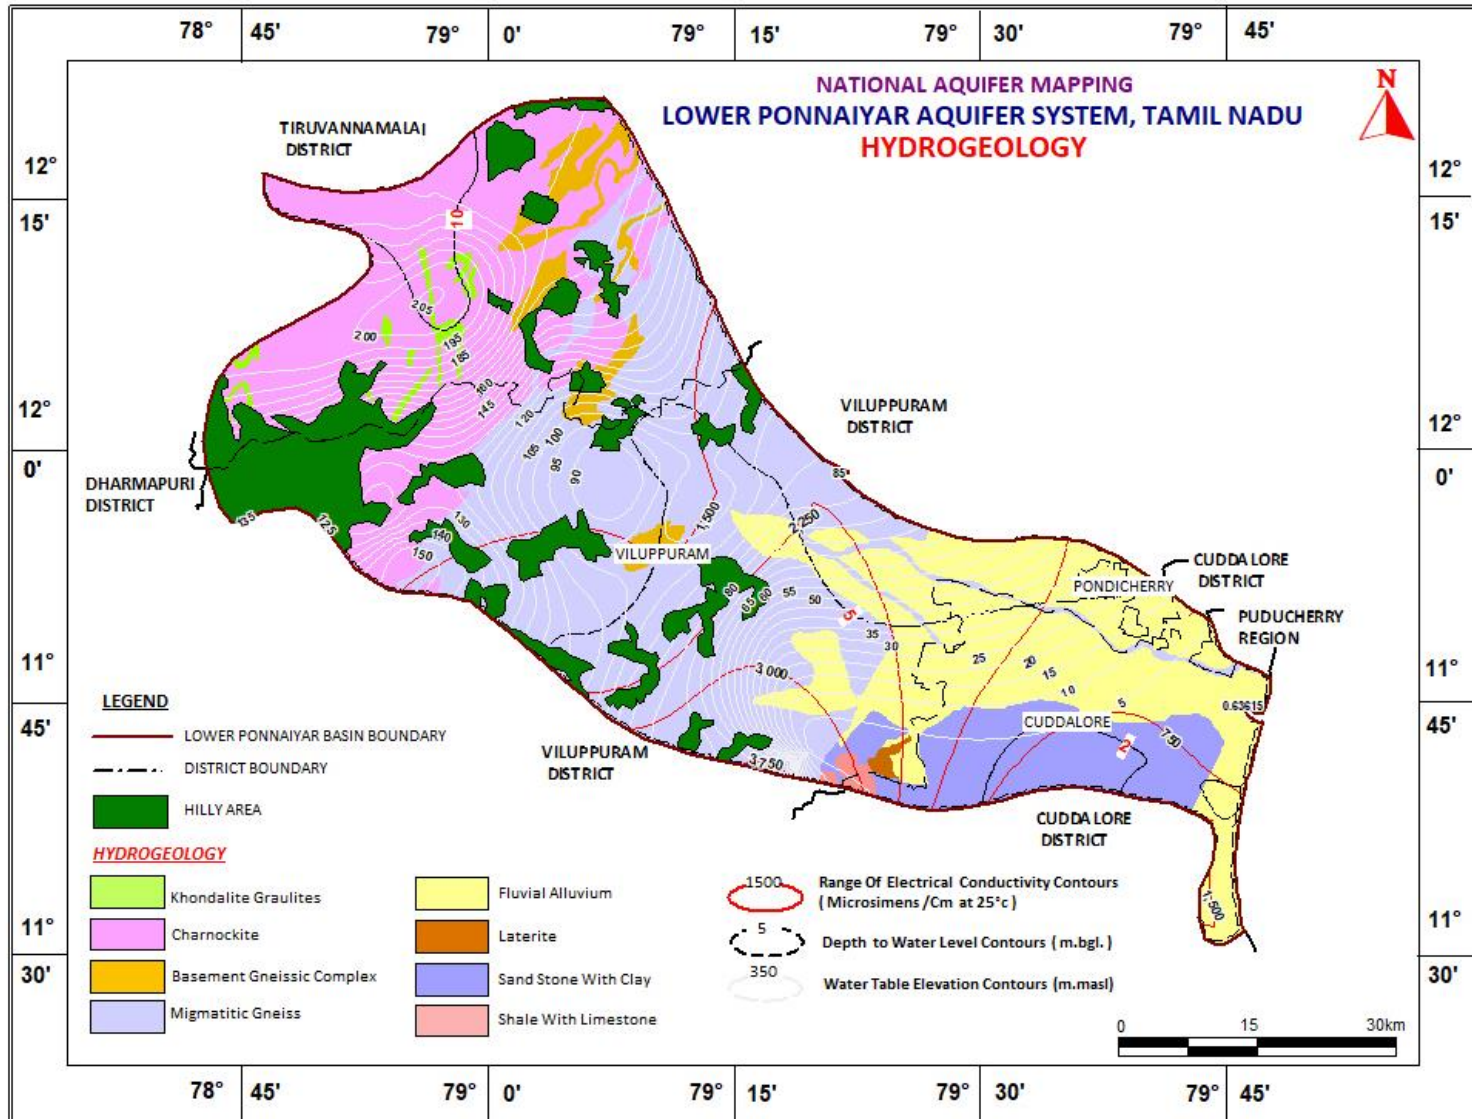 78° 45' 79° 0' 79° 15' 79° 30' 79° 45'
NATIONAL AQUIFER MAPPING
LOWER PONNAIYAR AQUIFER SYSTEM, TAMIL NADU
HYDROGEOLOGY
N
TIRUVANNAMALAI
DISTRICT
12° 12°
15' 15'
10
205
200
195
185
160
145
120
105
100
95
90
VILUPPURAM
DISTRICT
12° 12°
0' 0'
85
DHARMAPURI
DISTRICT
135
125
130
140
150
1,500
2,250
VILUPPURAM
80
65
60
55
50
5
35
30
25
20
15
10
5
PONDICHERRY
CUDDALORE
DISTRICT
PUDUCHERRY
REGION
11° 11°
45' 45'
3,000
0.63615
CUDDALORE
750
2
3,750
VILUPPURAM
DISTRICT
CUDDALORE
DISTRICT
1,500
LEGEND
LOWER PONNAIYAR BASIN BOUNDARY
DISTRICT BOUNDARY
HILLY AREA
HYDROGEOLOGY
Khondalite Graulites
Charnockite
Basement Gneissic Complex
Migmatitic Gneiss
Fluvial Alluvium
Laterite
Sand Stone With Clay
Shale With Limestone
1500 Range Of Electrical Conductivity Contours
( Microsimens /Cm at 25°c )
5 Depth to Water Level Contours ( m.bgl. )
350 Water Table Elevation Contours (m.masl)
11° 11°
30' 30'
0 15 30km
78° 45' 79° 0' 79° 15' 79° 30' 79° 45'